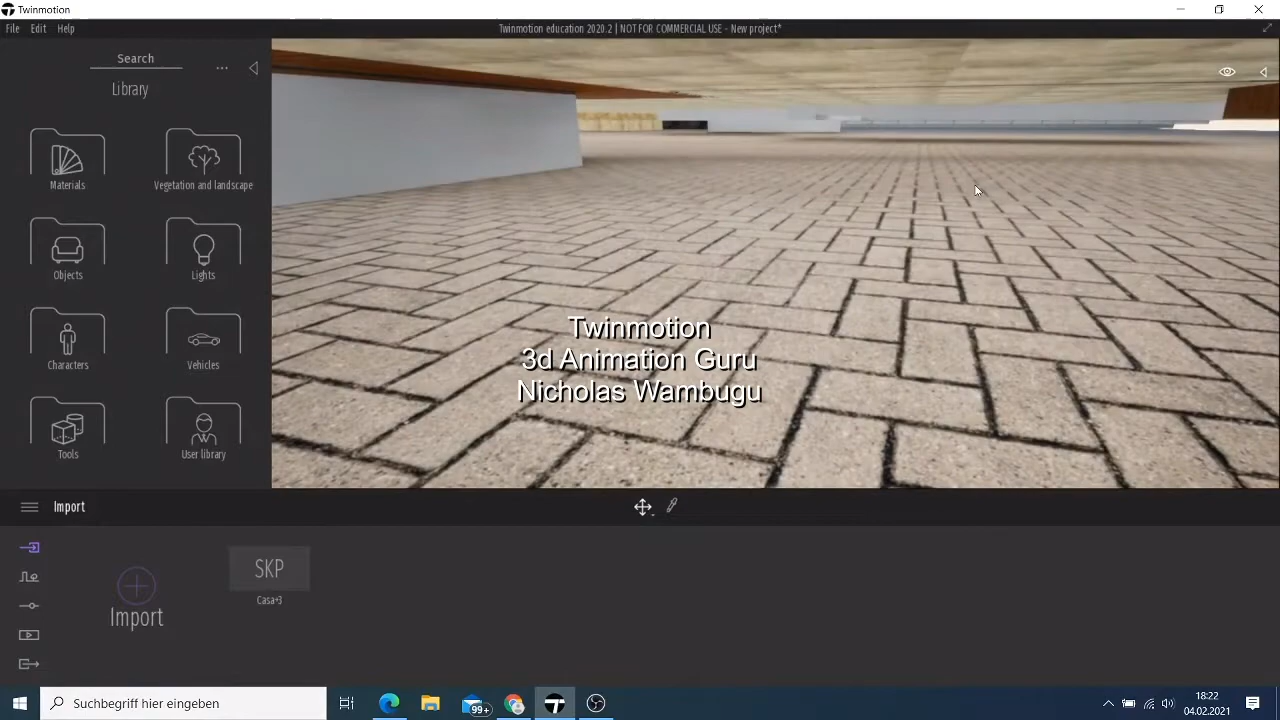 Twinmotion
File Edit Help
Twinmotion education 2020.2 | NOT FOR COMMERCIAL USE - New project*
Search
...
Library
Materials
Vegetation and landscape
Objects
Lights
Characters
Vehicles
Tools
User library
Twinmotion
3d Animation Guru
Nicholas Wambugu
Import
Import
SKP
Casa+3
Suchbegriff hier eingeben
99+
18:22
04.02.2021